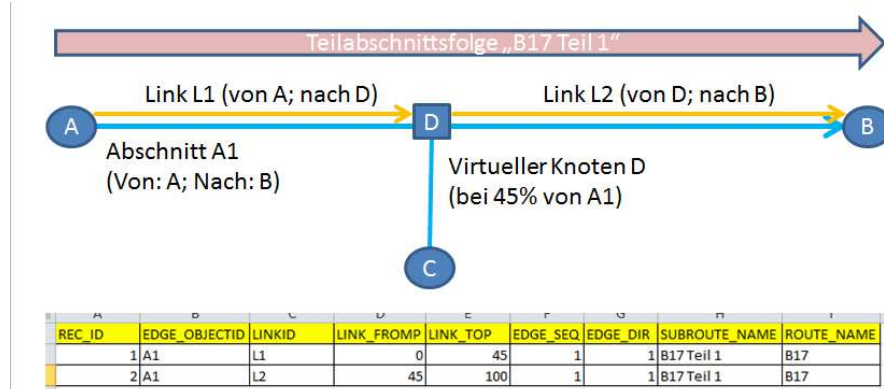 Teilabschnittsfolge „B17 Teil 1“
Link L1 (von A; nach D)
Link L2 (von D; nach B)
A
D
B
Abschnitt A1
(Von: A; Nach: B)
Virtueller Knoten D
(bei 45% von A1)
C
A B C D E F G H I
REC_ID EDGE_OBJECTID LINKID LINK_FROMP LINK_TOP EDGE_SEQ EDGE_DIR SUBROUTE_NAME ROUTE_NAME
1 A1 L1 0 45 1 1 B17 Teil 1 B17
2 A1 L2 45 100 1 1 B17 Teil 1 B17